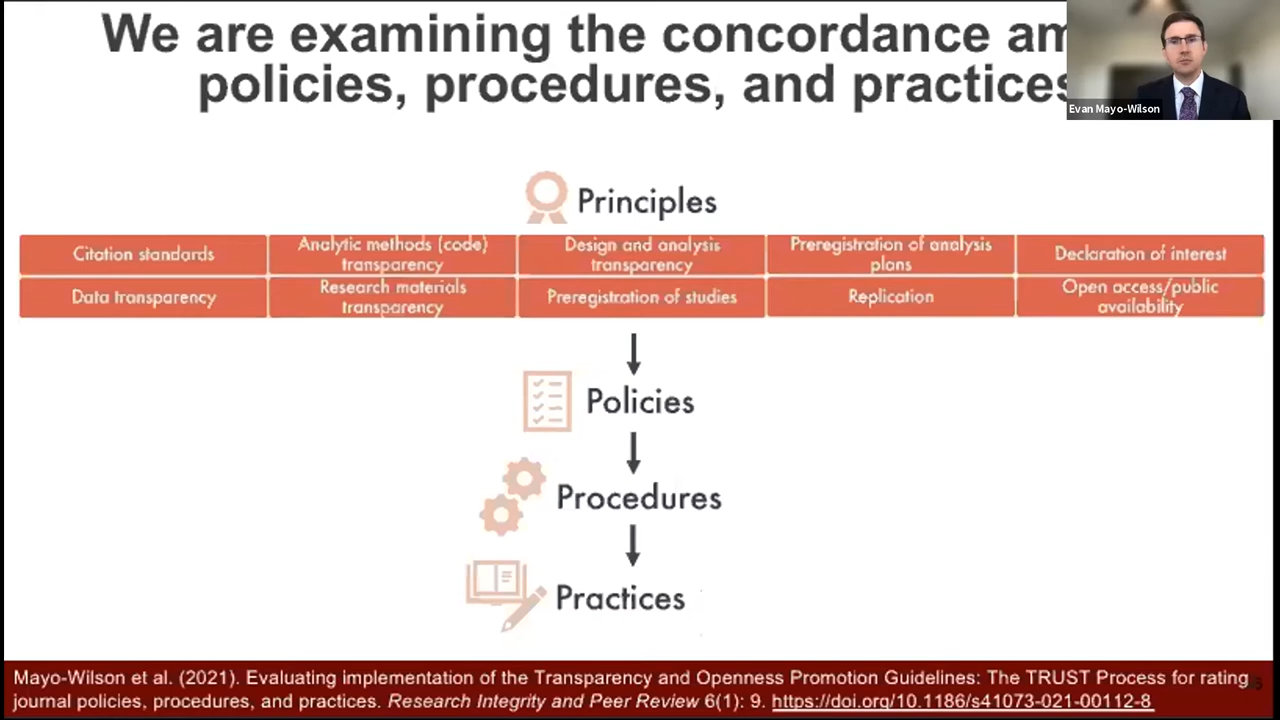 We are examining the concordance am
policies, procedures, and practices
Evan Mayo-Wilson
Principles
Citation standards
Analytic methods (code)
transparency
Design and analysis
transparency
Preregistration of analysis
plans
Declaration of interest
Data transparency
Research materials
transparency
Preregistration of studies
Replication
Open access/public
availability
Policies
Procedures
Practices
Mayo-Wilson et al. (2021). Evaluating implementation of the Transparency and Openness Promotion Guidelines: The TRUST Process for rating
journal policies, procedures, and practices. Research Integrity and Peer Review 6(1): 9. https://doi.org/10.1186/s41073-021-00112-8